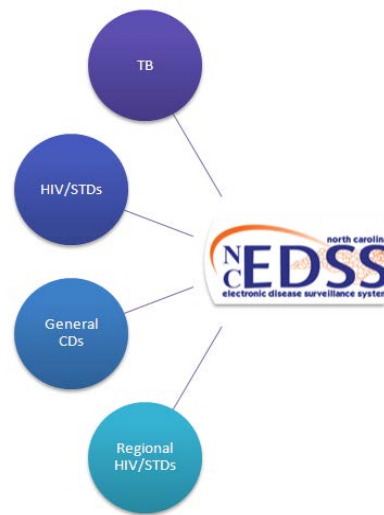 TB
HIV/STDs
General
CDs
Regional
HIV/STDs
north carolina
NC EDSS
electronic disease surveillance system